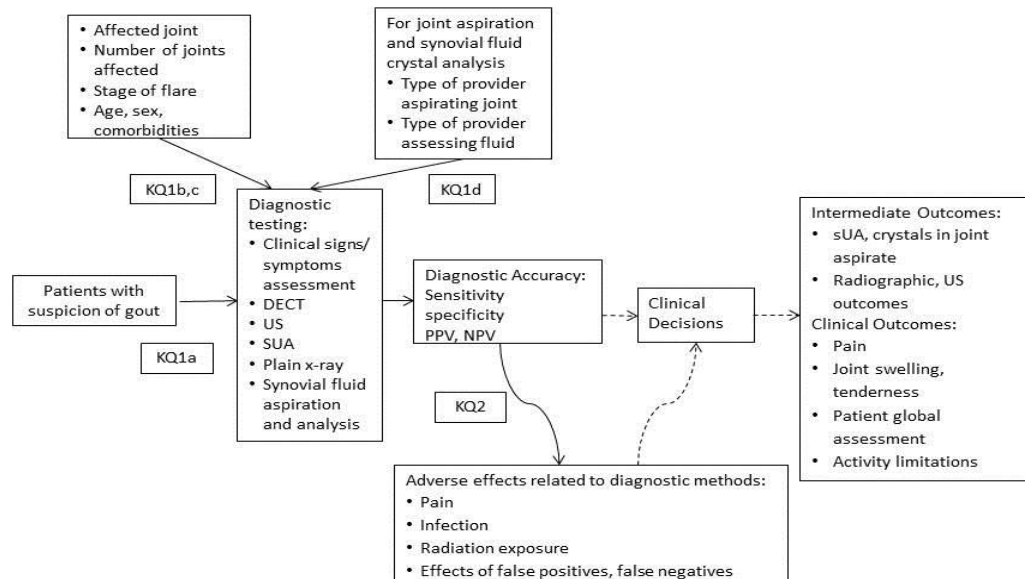 • Affected joint
• Number of joints
affected
• Stage of flare
• Age, sex,
comorbidities
For joint aspiration
and synovial fluid
crystal analysis
• Type of provider
aspirating joint
• Type of provider
assessing fluid
KQ1b,c
KQ1d
Patients with
suspicion of gout
KQ1a
Diagnostic
testing:
• Clinical signs/
symptoms
assessment
• DECT
• US
• SUA
• Plain x-ray
• Synovial fluid
aspiration
and analysis
Diagnostic Accuracy:
Sensitivity
specificity
PPV, NPV
KQ2
Clinical
Decisions
Intermediate Outcomes:
• sUA, crystals in joint
aspirate
• Radiographic, US
outcomes
Clinical Outcomes:
• Pain
• Joint swelling,
tenderness
• Patient global
assessment
• Activity limitations
Adverse effects related to diagnostic methods:
• Pain
• Infection
• Radiation exposure
• Effects of false positives, false negatives